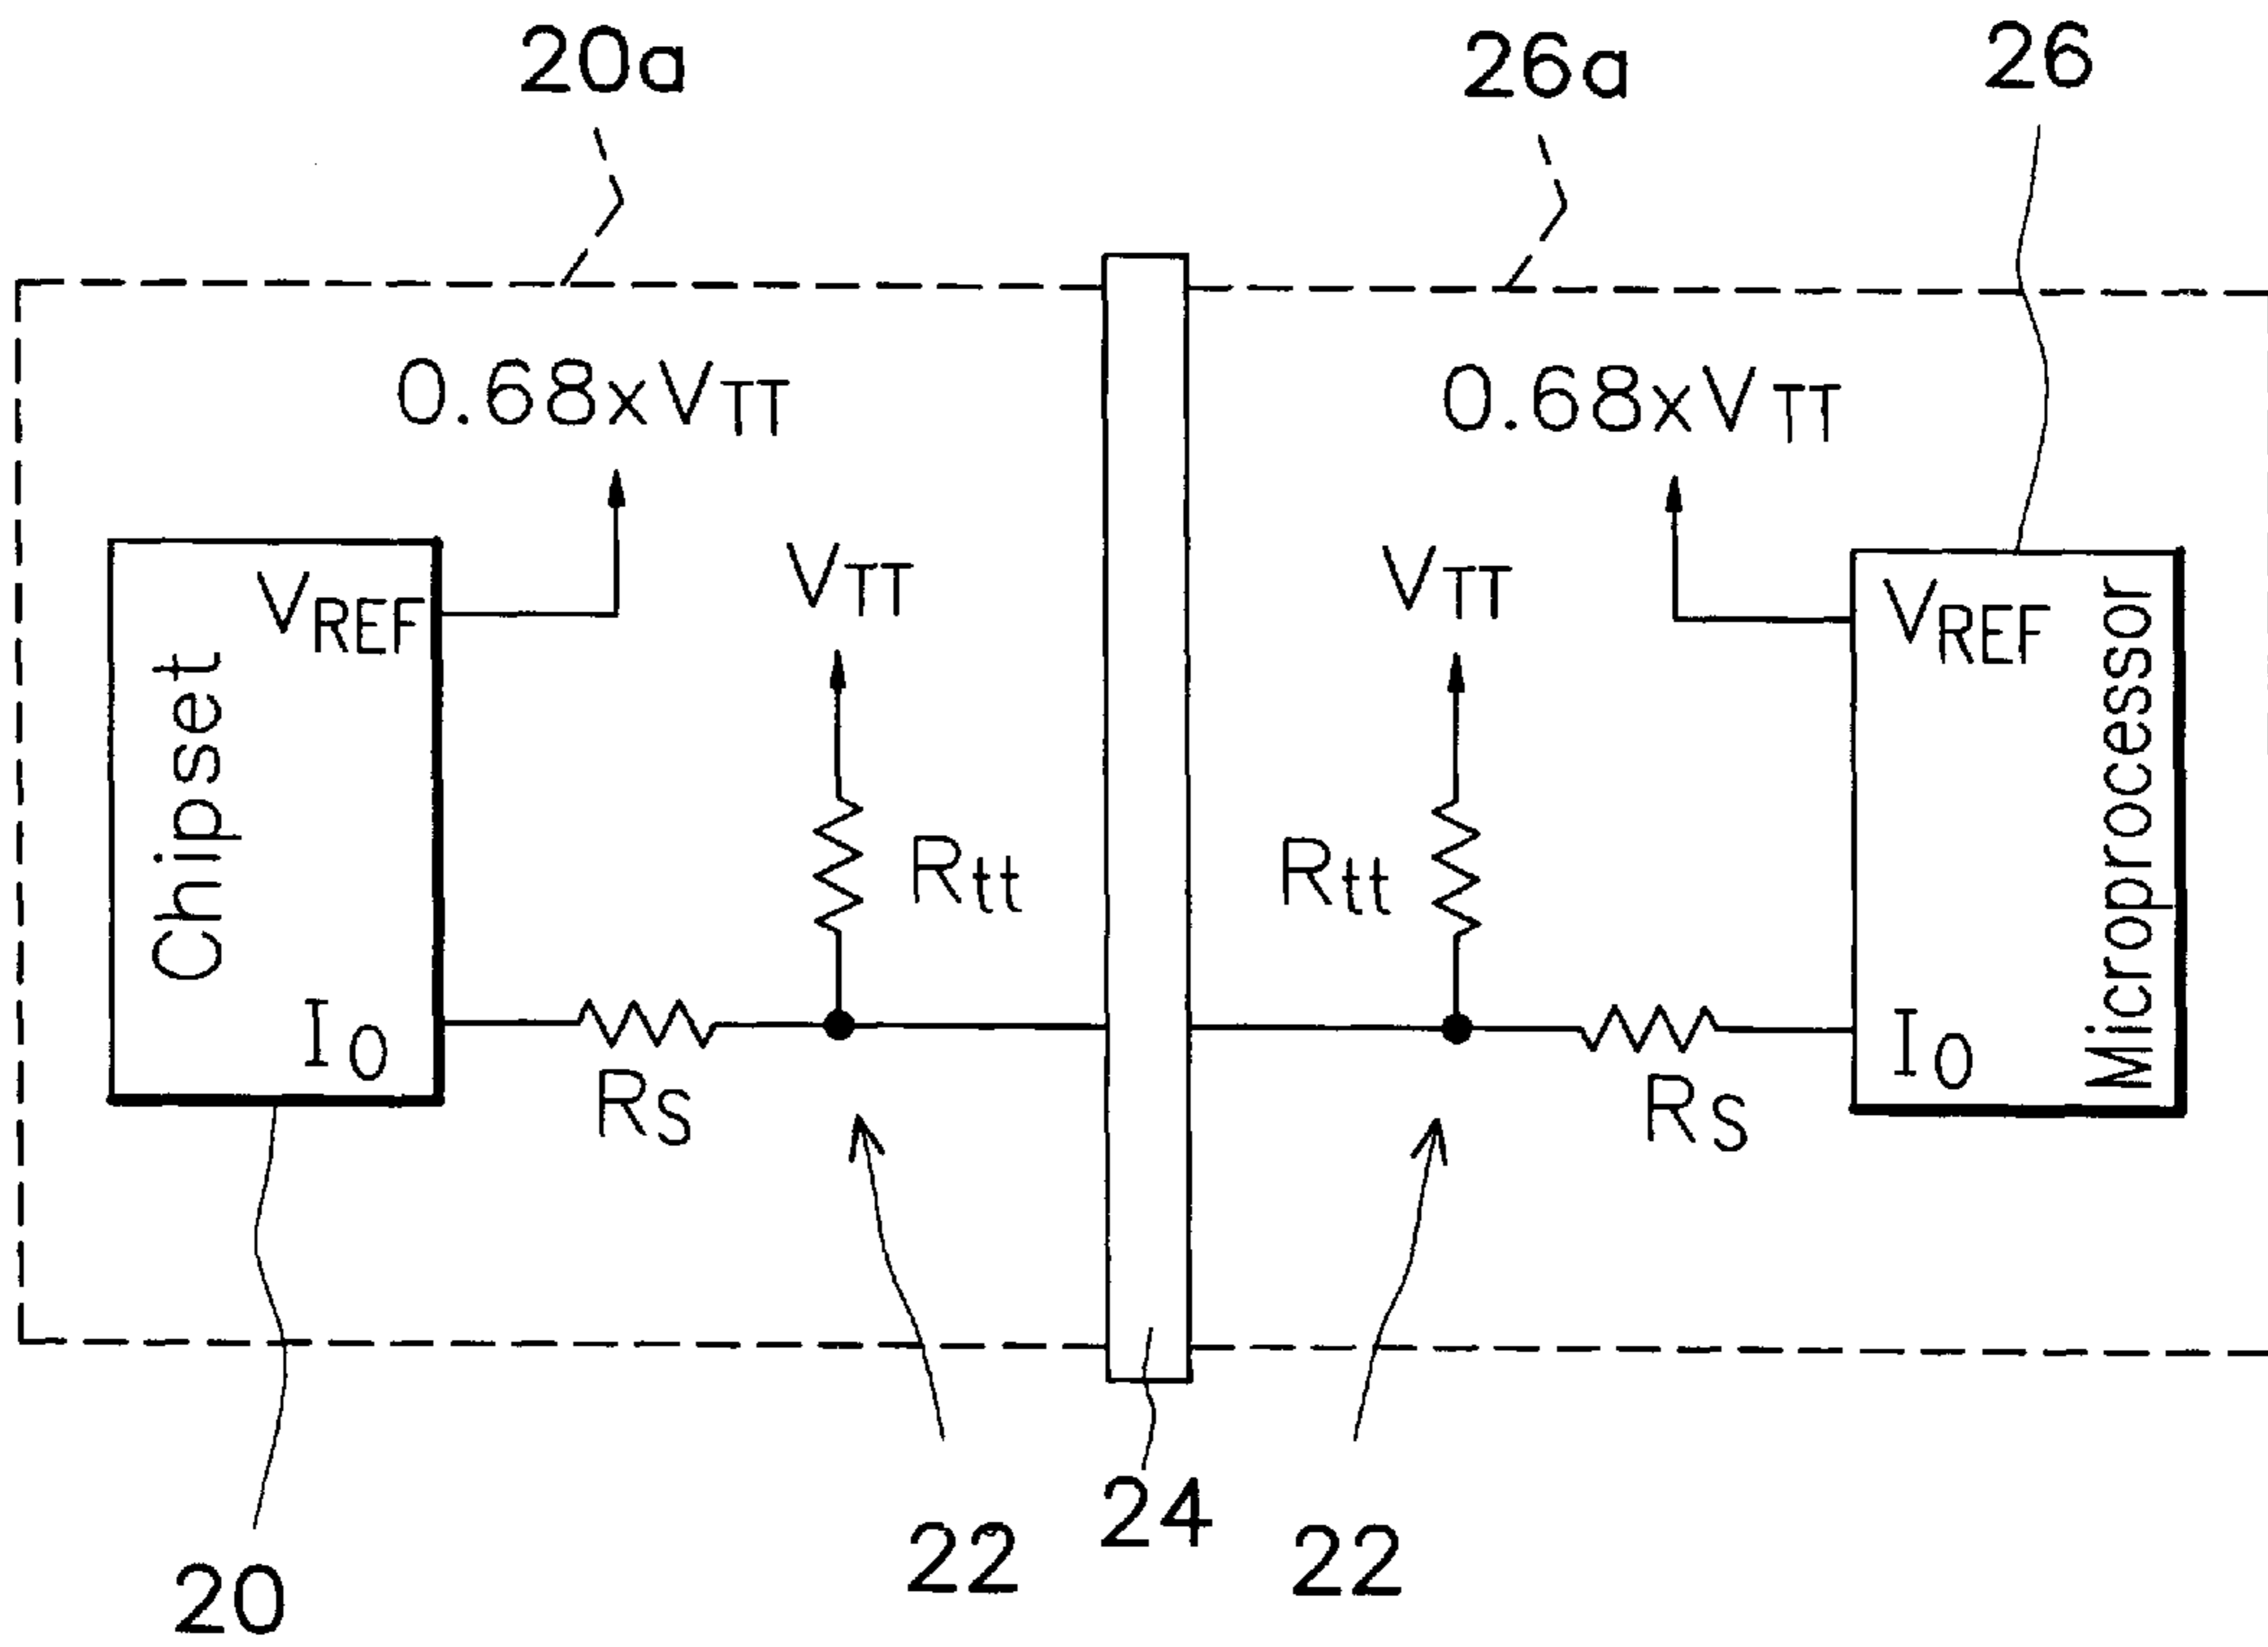 20a
26a
26
0.68xVTT
0.68xVTT
VTT
VTT
VREF
VREF
Chipset
Microprocessor
Rtt
Rtt
IO
IO
RS
RS
22
24
22
20